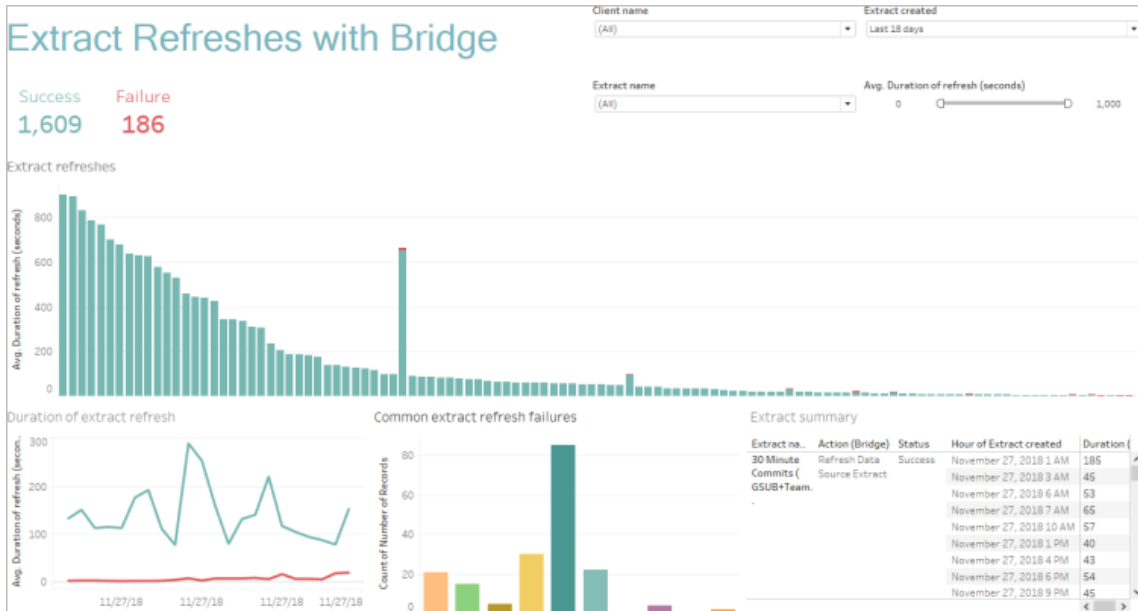 Extract Refreshes with Bridge
Client name
(All)
Extract created
Last 18 days
Extract name
(All)
Avg. Duration of refresh (seconds)
0
1,000
Success
Failure
1,609
186
Extract refreshes
Avg. Duration of refresh (seconds)
800
600
400
200
0
Duration of extract refresh
Avg. Duration of refresh (secon..
300
200
100
0
11/27/18
11/27/18
11/27/18
11/27/18
Common extract refresh failures
Count of Number of Records
80
60
40
20
0
Extract summary
Extract na.. Action (Bridge) Status Hour of Extract created Duration (
30 Minute Refresh Data Success November 27, 2018 1 AM 185
Commits ( Source Extract November 27, 2018 3 AM 45
GSUB+Team. November 27, 2018 6 AM 53
. November 27, 2018 7 AM 65
November 27, 2018 10 AM 57
November 27, 2018 1 PM 40
November 27, 2018 4 PM 43
November 27, 2018 6 PM 54
November 27, 2018 9 PM 45